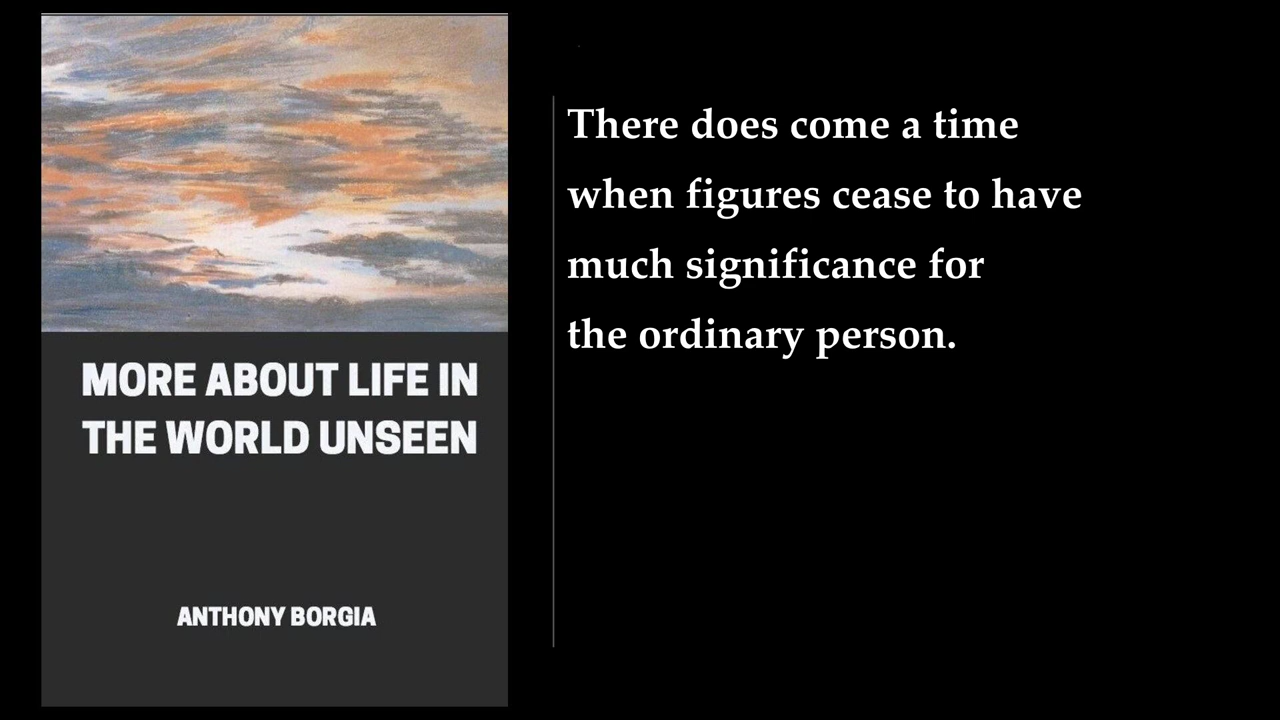 MORE ABOUT LIFE IN
THE WORLD UNSEEN
ANTHONY BORGIA
There does come a time
when figures cease to have
much significance for
the ordinary person.